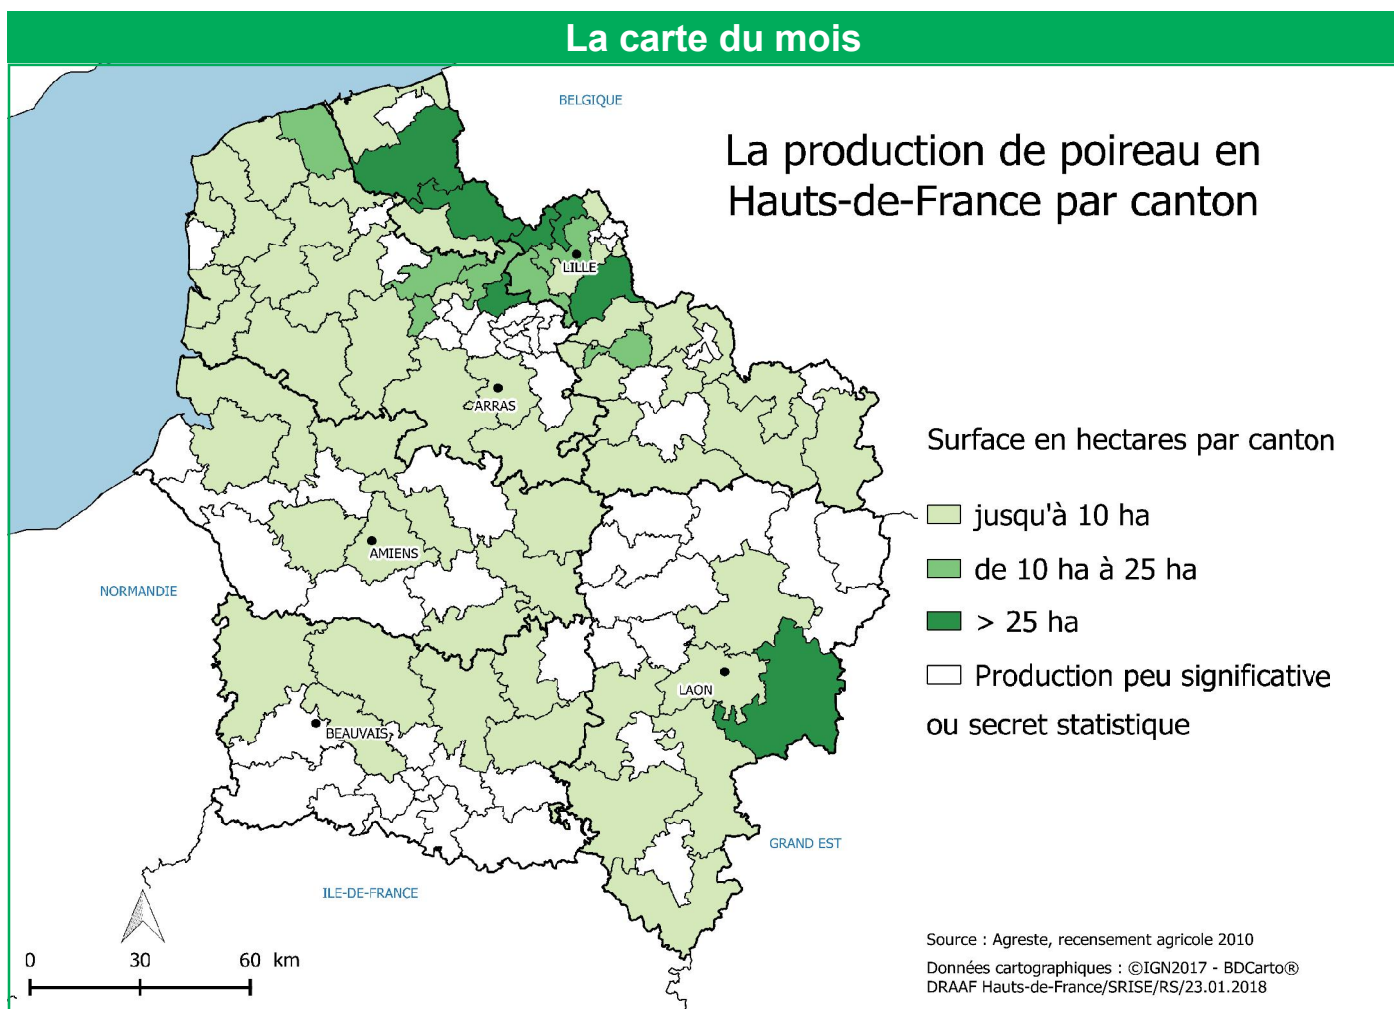 La carte du mois
BELGIQUE
La production de poireau en
Hauts-de-France par canton
LILLE
ARRAS
Surface en hectares par canton
jusqu'à 10 ha
AMIENS
de 10 ha à 25 ha
NORMANDIE
> 25 ha
Production peu significative
LAON
ou secret statistique
BEAUVAIS
GRAND EST
ILE-DE-FRANCE
Source : Agreste, recensement agricole 2010
0 30 60 km
Données cartographiques : ©IGN2017 - BDCarto®
DRAAF Hauts-de-France/SRISE/RS/23.01.2018